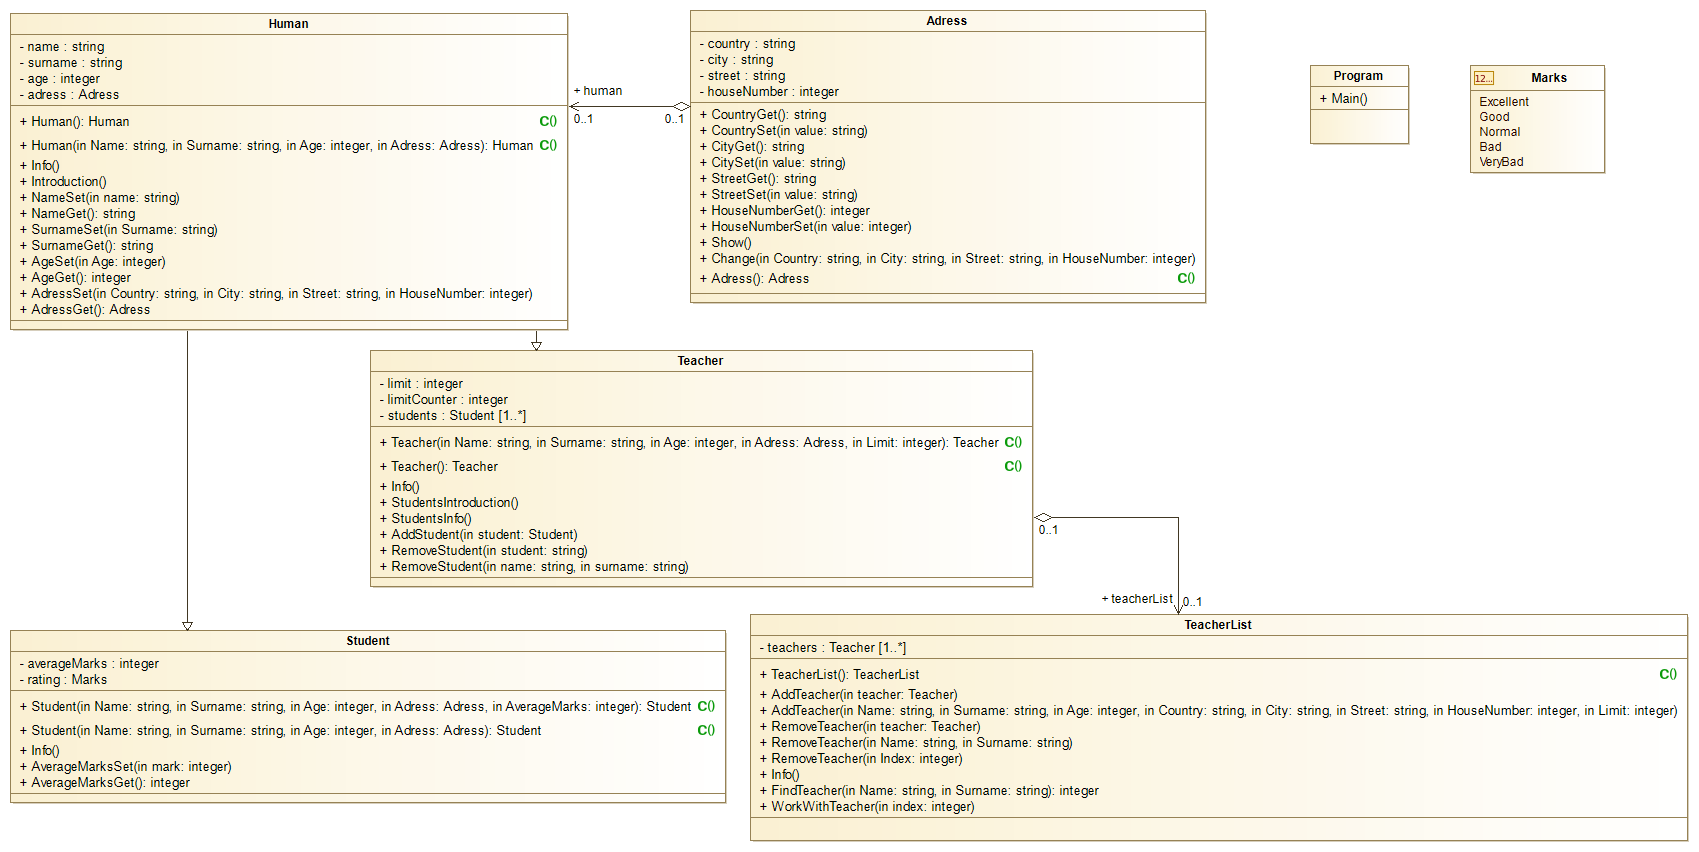 Human
- name : string
- surname : string
- age : integer
- adress : Adress
+ Human(): Human C()
+ Human(in Name: string, in Surname: string, in Age: integer, in Adress: Adress): Human C()
+ Info()
+ Introduction()
+ NameSet(in name: string)
+ NameGet(): string
+ SurnameSet(in Surname: string)
+ SurnameGet(): string
+ AgeSet(in Age: integer)
+ AgeGet(): integer
+ AdressSet(in Country: string, in City: string, in Street: string, in HouseNumber: integer)
+ AdressGet(): Adress
+ human
0..1
0..1
Adress
- country : string
- city : string
- street : string
- houseNumber : integer
+ CountryGet(): string
+ CountrySet(in value: string)
+ CityGet(): string
+ CitySet(in value: string)
+ StreetGet(): string
+ StreetSet(in value: string)
+ HouseNumberGet(): integer
+ HouseNumberSet(in value: integer)
+ Show()
+ Change(in Country: string, in City: string, in Street: string, in HouseNumber: integer)
+ Adress(): Adress C()
Program
+ Main()
12... Marks
Excellent
Good
Normal
Bad
VeryBad
Teacher
- limit : integer
- limitCounter : integer
- students : Student [1..*]
+ Teacher(in Name: string, in Surname: string, in Age: integer, in Adress: Adress, in Limit: integer): Teacher C()
+ Teacher(): Teacher C()
+ Info()
+ StudentsIntroduction()
+ StudentsInfo()
+ AddStudent(in student: Student)
+ RemoveStudent(in student: string)
+ RemoveStudent(in name: string, in surname: string)
0..1
+ teacherList 0..1
Student
- averageMarks : integer
- rating : Marks
+ Student(in Name: string, in Surname: string, in Age: integer, in Adress: Adress, in AverageMarks: integer): Student C()
+ Student(in Name: string, in Surname: string, in Age: integer, in Adress: Adress): Student C()
+ Info()
+ AverageMarksSet(in mark: integer)
+ AverageMarksGet(): integer
TeacherList
- teachers : Teacher [1..*]
+ TeacherList(): TeacherList C()
+ AddTeacher(in teacher: Teacher)
+ AddTeacher(in Name: string, in Surname: string, in Age: integer, in Country: string, in City: string, in Street: string, in HouseNumber: integer, in Limit: integer)
+ RemoveTeacher(in teacher: Teacher)
+ RemoveTeacher(in Name: string, in Surname: string)
+ RemoveTeacher(in Index: integer)
+ Info()
+ FindTeacher(in Name: string, in Surname: string): integer
+ WorkWithTeacher(in index: integer)